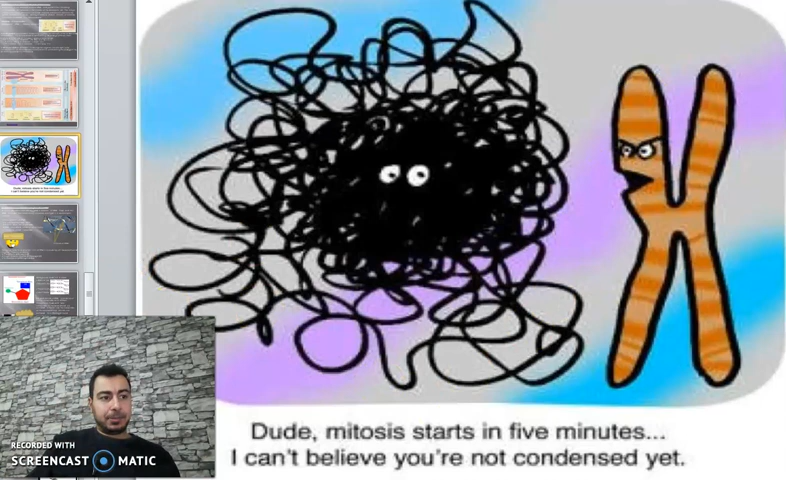 Dude, mitosis starts in five minutes...
I can't believe you're not condensed yet.
RECORDED WITH
SCREENCAST MATIC